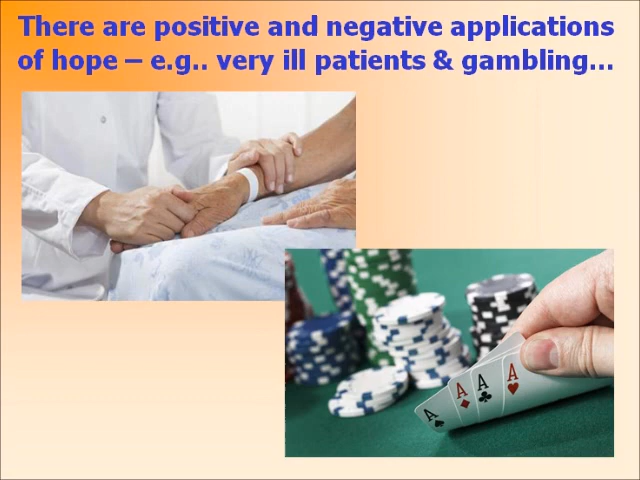 There are positive and negative applications
of hope – e.g.. very ill patients & gambling…
A
A
A
A